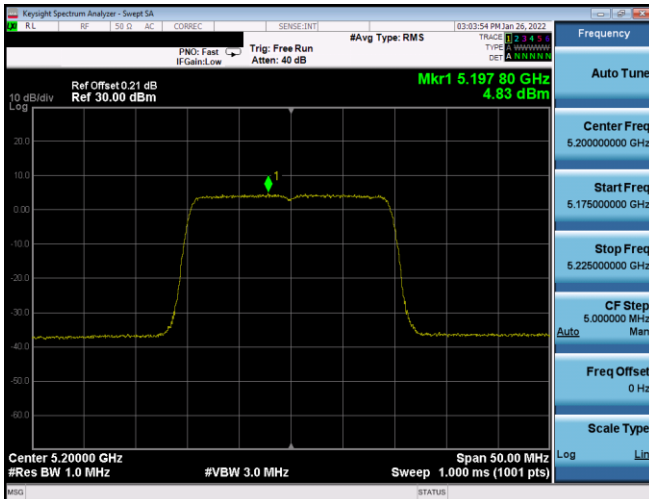 Keysight Spectrum Analyzer - Swept SA
RL RF 50 Ω AC CORREC SENSE:INT 03:03:54 PM Jan 26, 2022
#Avg Type: RMS TRACE 1 2 3 4 5 6
PNO: Fast Trig: Free Run TYPE A WWWWW
IFGain:Low Atten: 40 dB DET A N N N N N
Mkr1 5.197 80 GHz
Ref Offset 0.21 dB
10 dB/div Ref 30.00 dBm 4.83 dBm
Log
20.0
1
10.0
0.00
-10.0
-20.0
-30.0
-40.0
-50.0
-60.0
Center 5.20000 GHz Span 50.00 MHz
#Res BW 1.0 MHz #VBW 3.0 MHz Sweep 1.000 ms (1001 pts)
MSG STATUS
Frequency
Auto Tune
Center Freq
5.200000000 GHz
Start Freq
5.175000000 GHz
Stop Freq
5.225000000 GHz
CF Step
5.000000 MHz
Auto Man
Freq Offset
0 Hz
Scale Type
Log Lin